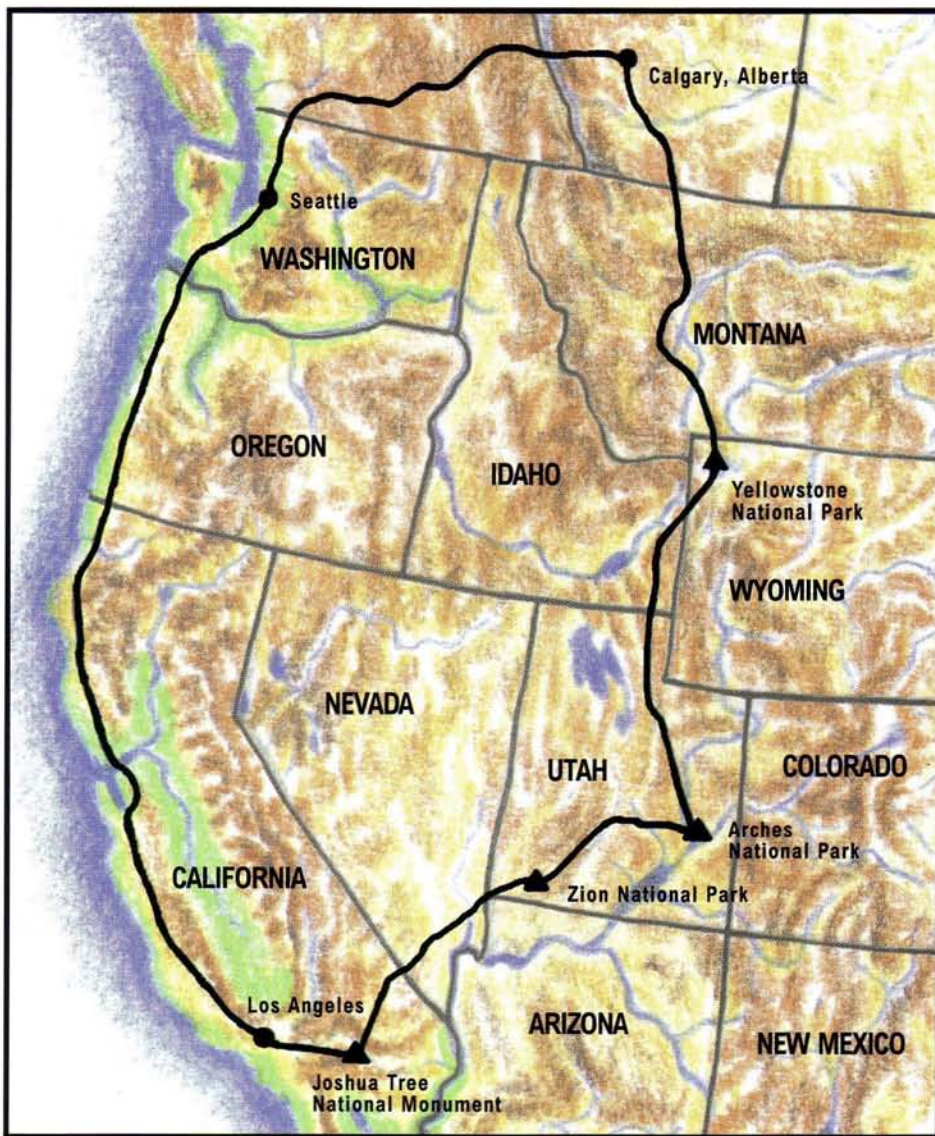 Calgary, Alberta
Seattle
WASHINGTON
MONTANA
OREGON
IDAHO
Yellowstone
National Park
WYOMING
NEVADA
UTAH
COLORADO
Arches
National Park
CALIFORNIA
Zion National Park
Los Angeles
ARIZONA
NEW MEXICO
Joshua Tree
National Monument